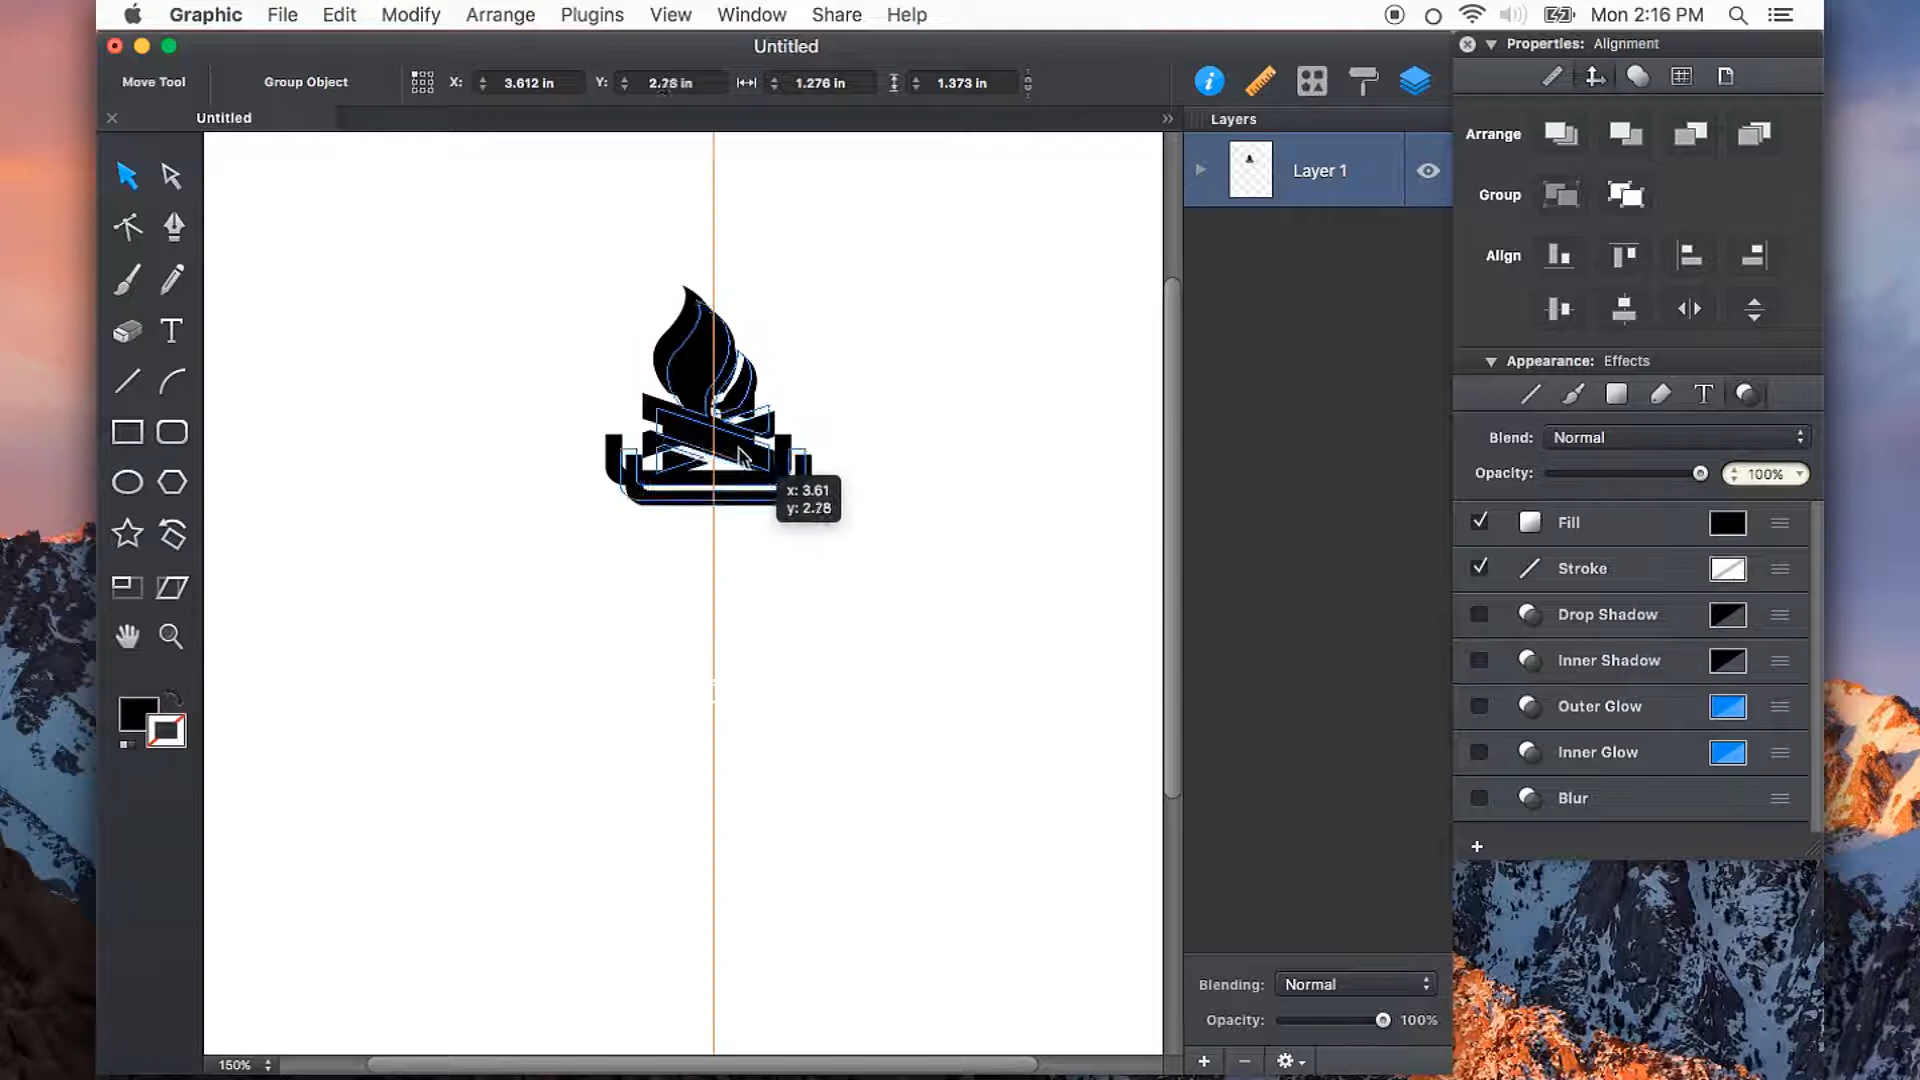 Graphic File Edit Modify Arrange Plugins View Window Share Help Mon 2:16 PM
Untitled
Properties: Alignment
Move Tool Group Object X: 3.612 in Y: 2.28 in 1.276 in 1.373 in
Untitled
Layers
Layer 1
Arrange
Group
Align
Appearance: Effects
Blend: Normal
Opacity: 100%
Fill
Stroke
Drop Shadow
Inner Shadow
Outer Glow
Inner Glow
Blur
x: 3.61
y: 2.28
Blending: Normal
Opacity: 100%
150%